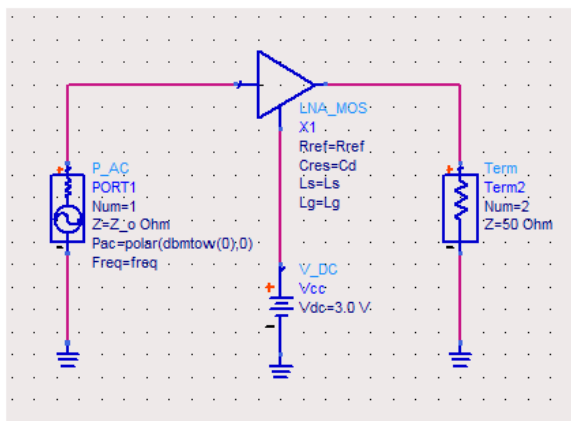 LNA_MOS
X1
Rref=Rref
Cres=Cd
Ls=Ls
Lg=Lg
P_AC
PORT1
Num=1
Z=Z_o Ohm
Pac=polar(dbmtow(0),0)
Freq=freq
Term
Term2
Num=2
Z=50 Ohm
V_DC
Vcc
Vdc=3.0 V